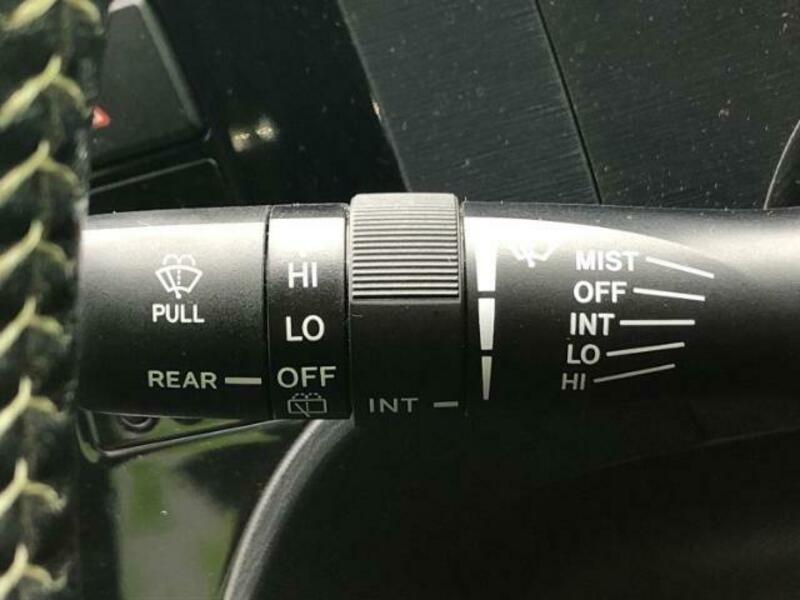 PULL
REAR
HI
LO
OFF
INT
MIST
OFF
INT
LO
HI